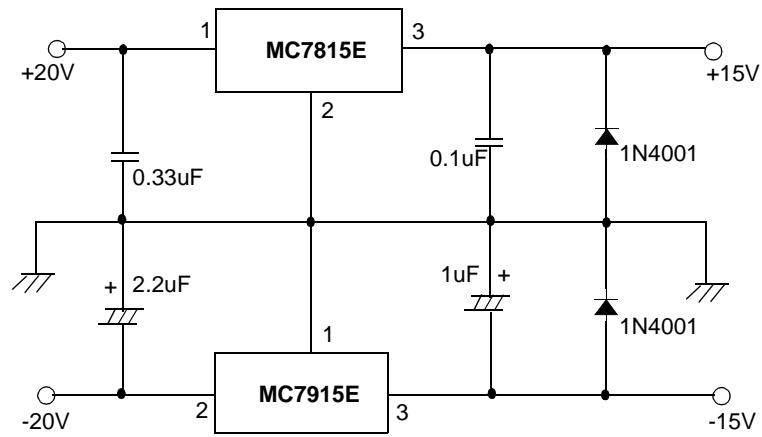 1
MC7815E
3
+20V
2
+15V
0.33uF
0.1uF
1N4001
+
2.2uF
1uF
+
1
1N4001
2
MC7915E
3
-20V
-15V